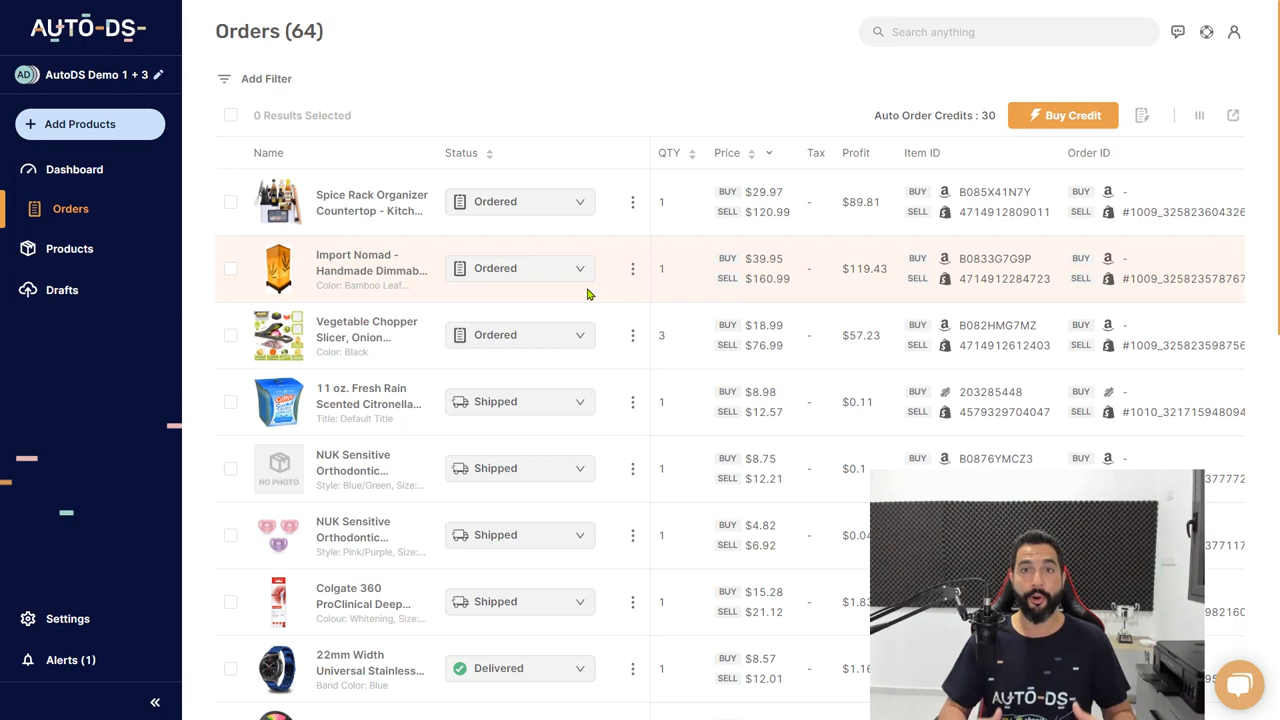 AUTO-DS-
Orders (64)
Search anything
AD
AutoDS Demo 1 + 3
Add Filter
+ Add Products
0 Results Selected
Auto Order Credits : 30
Buy Credit
Dashboard
Orders
Products
Drafts
Settings
Alerts (1)
«
Name
Status
QTY
Price
Tax
Profit
Item ID
Order ID
Spice Rack Organizer
Countertop - Kitch...
Ordered
1
BUY $29.97
SELL $120.99
-
$89.81
BUY B085X41N7Y
SELL 4714912809011
BUY -
SELL #1009_325823604326
Import Nomad -
Handmade Dimmab...
Color: Bamboo Leaf...
Ordered
1
BUY $39.95
SELL $160.99
-
$119.43
BUY B0833G7G9P
SELL 4714912284723
BUY -
SELL #1009_325823578767
Vegetable Chopper
Slicer, Onion...
Color: Black
Ordered
3
BUY $18.99
SELL $76.99
-
$57.23
BUY B082HMG7MZ
SELL 4714912612403
BUY -
SELL #1009_325823598756
11 oz. Fresh Rain
Scented Citronella...
Title: Default Title
Shipped
1
BUY $8.98
SELL $12.57
-
$0.11
BUY 203285448
SELL 4579329704047
BUY -
SELL #1010_321715948094
NO PHOTO
NUK Sensitive
Orthodontic...
Style: Blue/Green, Size:...
Shipped
1
BUY $8.75
SELL $12.21
-
$0.1
BUY B0876YMCZ3
BUY -
NUK Sensitive
Orthodontic...
Style: Pink/Purple, Size:...
Shipped
1
BUY $4.82
SELL $6.92
-
Colgate 360
ProClinical Deep...
Colour: Whitening, Size:...
Shipped
1
BUY $15.28
SELL $21.12
-
22mm Width
Universal Stainless...
Band Color: Blue
Delivered
1
BUY $8.57
SELL $12.01
-
$1.16
AUTO-DS-